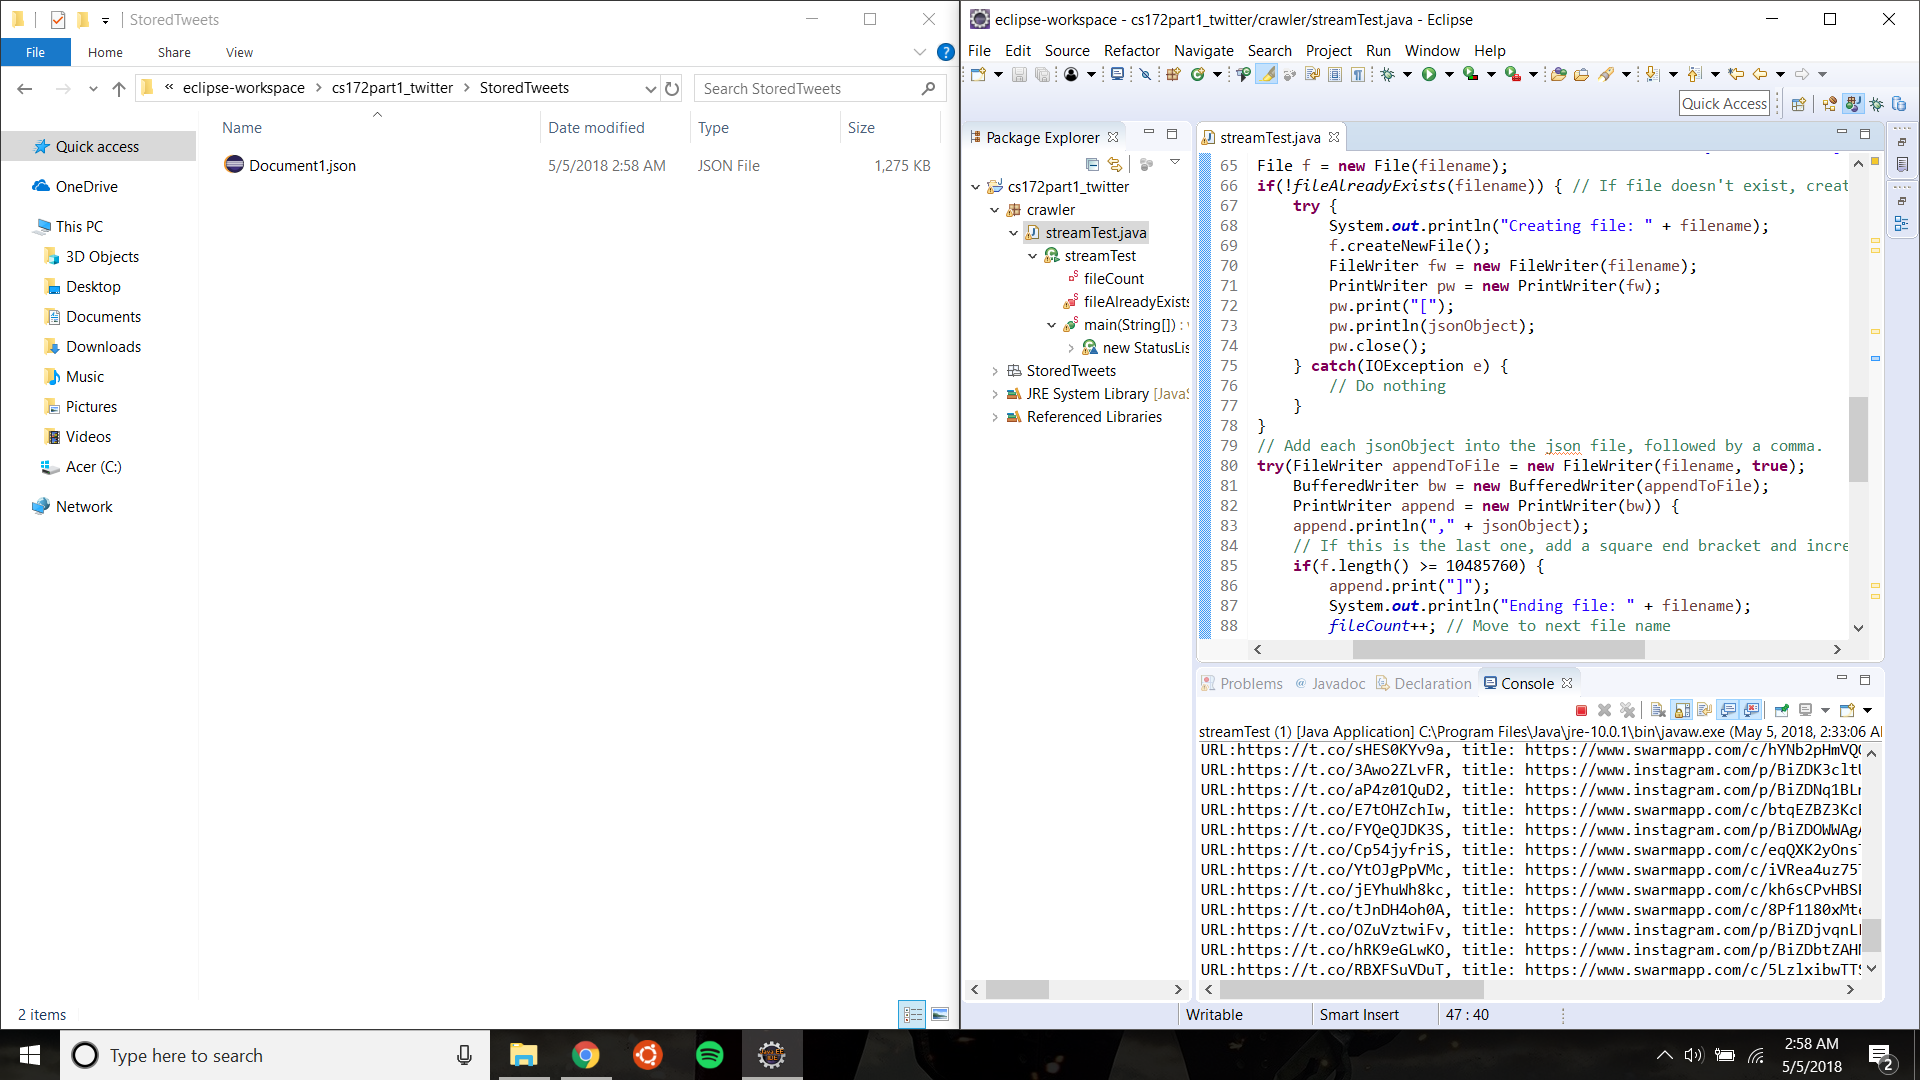 StoredTweets
File Home Share View
« eclipse-workspace > cs172part1_twitter > StoredTweets
Search StoredTweets
Name Date modified Type Size
Document1.json 5/5/2018 2:58 AM JSON File 1,275 KB
Quick access
OneDrive
This PC
3D Objects
Desktop
Documents
Downloads
Music
Pictures
Videos
Acer (C:)
Network
2 items
eclipse-workspace - cs172part1_twitter/crawler/streamTest.java - Eclipse
File Edit Source Refactor Navigate Search Project Run Window Help
Quick Access
Package Explorer
cs172part1_twitter
crawler
streamTest.java
streamTest
fileCount
fileAlreadyExists
main(String[]) :
new StatusLis
StoredTweets
JRE System Library [JavaS
Referenced Libraries
streamTest.java
65 File f = new File(filename);
66 if(!fileAlreadyExists(filename)) { // If file doesn't exist, creat
67 try {
68 System.out.println("Creating file: " + filename);
69 f.createNewFile();
70 FileWriter fw = new FileWriter(filename);
71 PrintWriter pw = new PrintWriter(fw);
72 pw.print("[");
73 pw.println(jsonObject);
74 pw.close();
75 } catch(IOException e) {
76 // Do nothing
77 }
78 }
79 // Add each jsonObject into the json file, followed by a comma.
80 try(FileWriter appendToFile = new FileWriter(filename, true);
81 BufferedWriter bw = new BufferedWriter(appendToFile);
82 PrintWriter append = new PrintWriter(bw)) {
83 append.println("," + jsonObject);
84 // If this is the last one, add a square end bracket and incre
85 if(f.length() >= 10485760) {
86 append.print("]");
87 System.out.println("Ending file: " + filename);
88 fileCount++; // Move to next file name
Problems Javadoc Declaration Console
streamTest (1) [Java Application] C:\Program Files\Java\jre-10.0.1\bin\javaw.exe (May 5, 2018, 2:33:06 A
URL:https://t.co/sHES0KYv9a, title: https://www.swarmapp.com/c/hYNb2pHmVQ
URL:https://t.co/3Awo2ZLvFR, title: https://www.instagram.com/p/BiZDK3clt
URL:https://t.co/aP4z01QuD2, title: https://www.instagram.com/p/BiZDNq1BL
URL:https://t.co/E7tOHZchIw, title: https://www.swarmapp.com/c/btqEZBZ3Kc
URL:https://t.co/FYQeQJDK3S, title: https://www.instagram.com/p/BiZDOWWAg
URL:https://t.co/Cp54jyfriS, title: https://www.swarmapp.com/c/eqQXK2yOns
URL:https://t.co/YtOJgPpVMc, title: https://www.swarmapp.com/c/iVRea4uz75
URL:https://t.co/jEYhuWh8kc, title: https://www.swarmapp.com/c/kh6sCPvHBS
URL:https://t.co/tJnDH4oh0A, title: https://www.swarmapp.com/c/8Pf1180xMt
URL:https://t.co/OZuVztwiFv, title: https://www.instagram.com/p/BiZDjvqnL
URL:https://t.co/hRK9eGLwKO, title: https://www.instagram.com/p/BiZDbtZAH
URL:https://t.co/RBXFSuVDuT, title: https://www.swarmapp.com/c/5LzlxibwTT
Writable Smart Insert 47 : 40
Type here to search
2:58 AM
5/5/2018
2